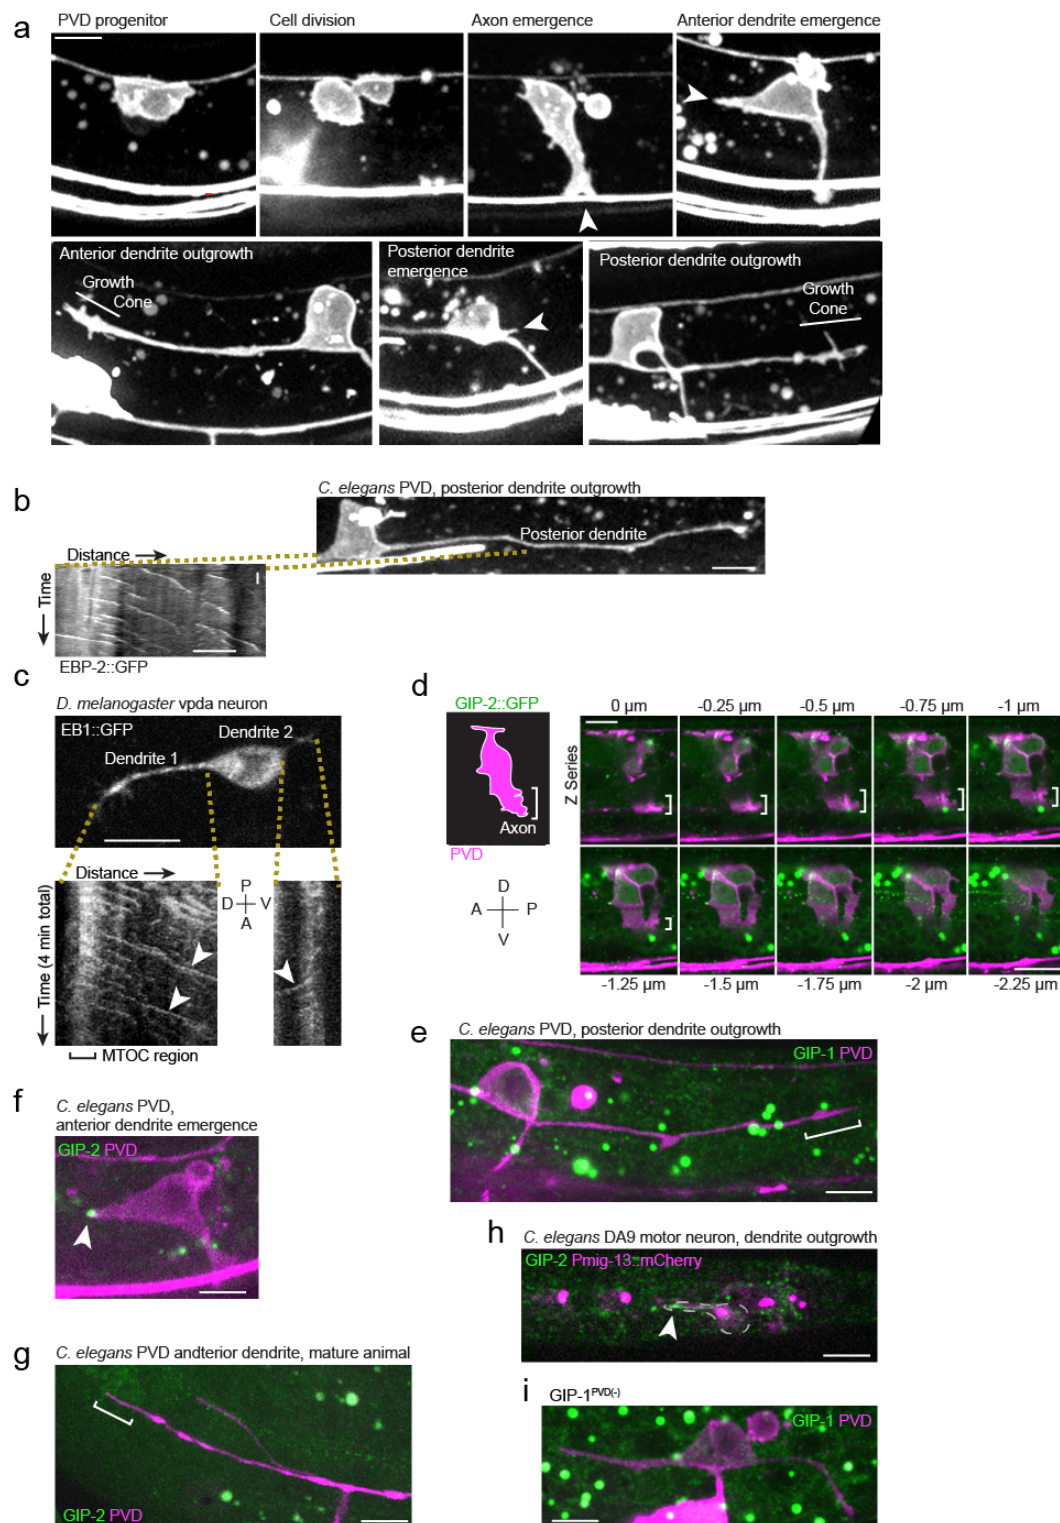 a
PVD progenitor
Cell division
Axon emergence
Anterior dendrite emergence
Anterior dendrite outgrowth
Growth
Cone
Posterior dendrite
emergence
Posterior dendrite outgrowth
Growth
Cone
b
C. elegans PVD, posterior dendrite outgrowth
Posterior dendrite
Distance
Time
EBP-2::GFP
c
D. melanogaster vpda neuron
EB1::GFP
Dendrite 1
Dendrite 2
Distance
P
D V
A
Time (4 min total)
MTOC region
d
GIP-2::GFP
Axon
PVD
D
A P
V
Z Series
0 µm
-0.25 µm
-0.5 µm
-0.75 µm
-1 µm
-1.25 µm
-1.5 µm
-1.75 µm
-2 µm
-2.25 µm
e
C. elegans PVD, posterior dendrite outgrowth
GIP-1 PVD
f
C. elegans PVD,
anterior dendrite emergence
GIP-2 PVD
g
C. elegans PVD andterior dendrite, mature animal
GIP-2 PVD
h
C. elegans DA9 motor neuron, dendrite outgrowth
GIP-2 Pmig-13::mCherry
i
GIP-1PVD(-)
GIP-1 PVD